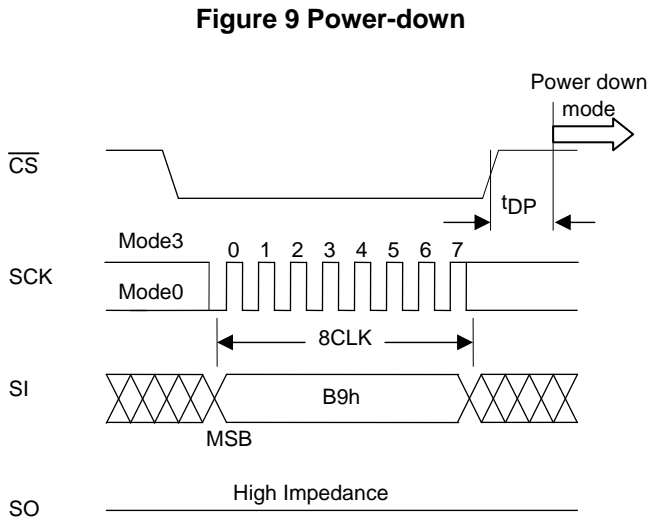 Figure 9 Power-down
Power down
mode
CS
tDP
Mode3
0 1 2 3 4 5 6 7
SCK
Mode0
8CLK
SI
B9h
MSB
High Impedance
SO